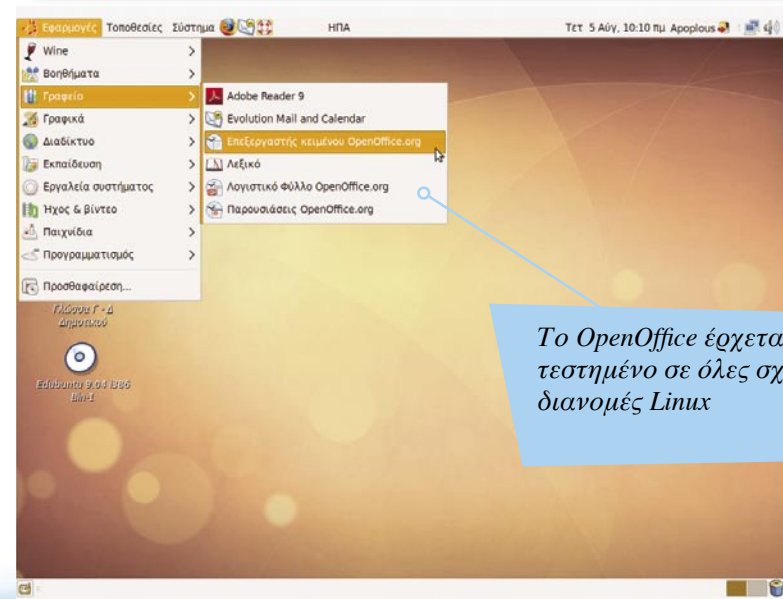 Εφαρμογές Τοποθεσίες Σύστημα ΗΠΑ Τετ 5 Αύγ, 10:10 πμ Apoplous
Wine
Βοηθήματα
Γραφείο
Γραφικά
Διαδίκτυο
Εκπαίδευση
Εργαλεία συστήματος
Ήχος & βίντεο
Παιχνίδια
Προγραμματισμός
Προσθαφαίρεση...
Adobe Reader 9
Evolution Mail and Calendar
Επεξεργαστής κειμένου OpenOffice.org
Λεξικό
Λογιστικό Φύλλο OpenOffice.org
Παρουσιάσεις OpenOffice.org
Γλώσσα Γ - Δ
Δημοτικού
Edubuntu 9.04 i386
Bin-1
Το OpenOffice έρχετα
τεστημένο σε όλες σχ
διανομές Linux